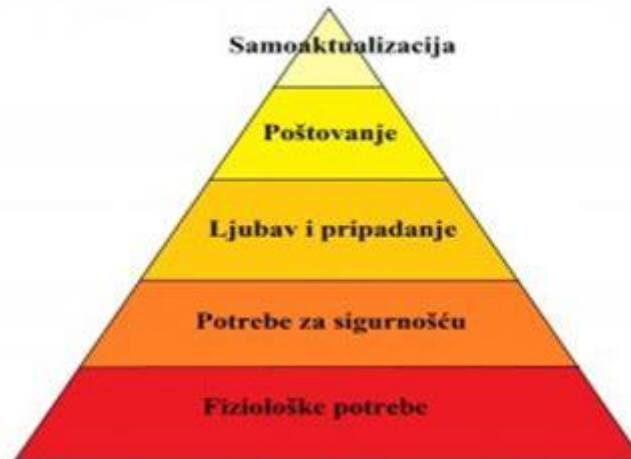 Samoaktualizacija
Poštovanje
Ljubav i pripadanje
Potrebe za sigurnošću
Fiziološke potrebe